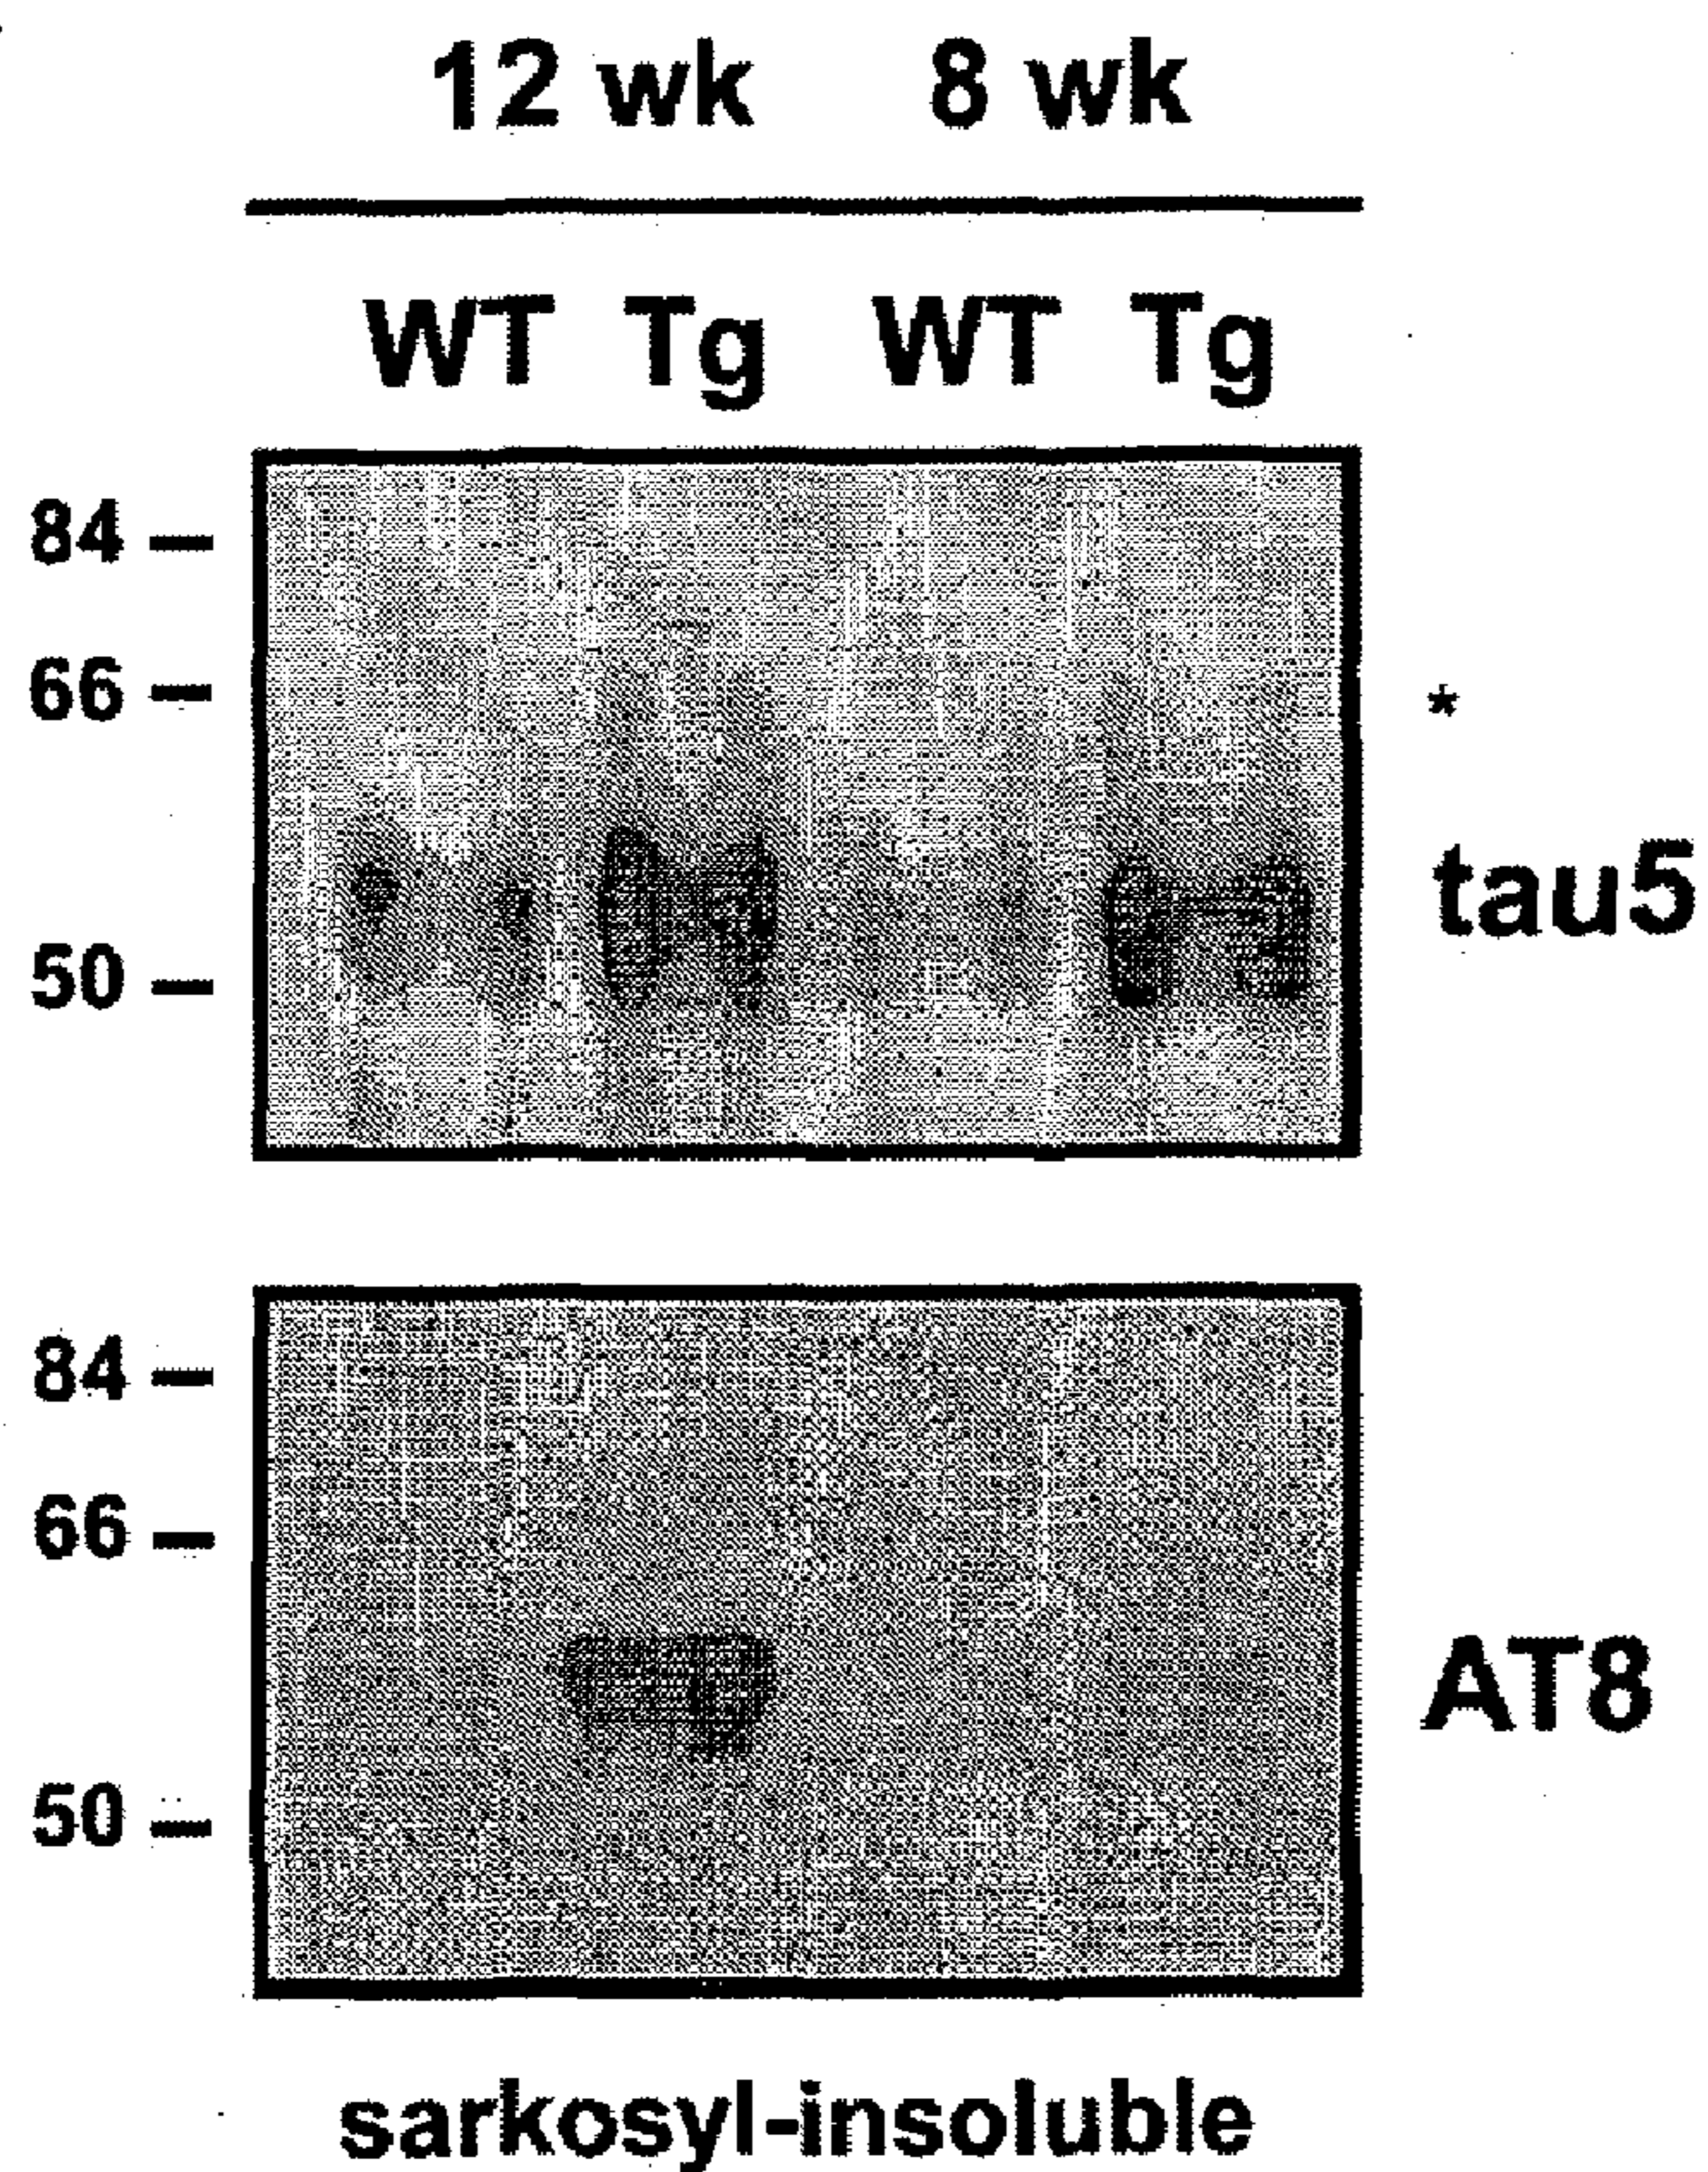 12 wk 8 wk
WT Tg WT Tg
84 –
66 – *
tau5
50 –
84 –
66 –
AT8
50 –
sarkosyl-insoluble